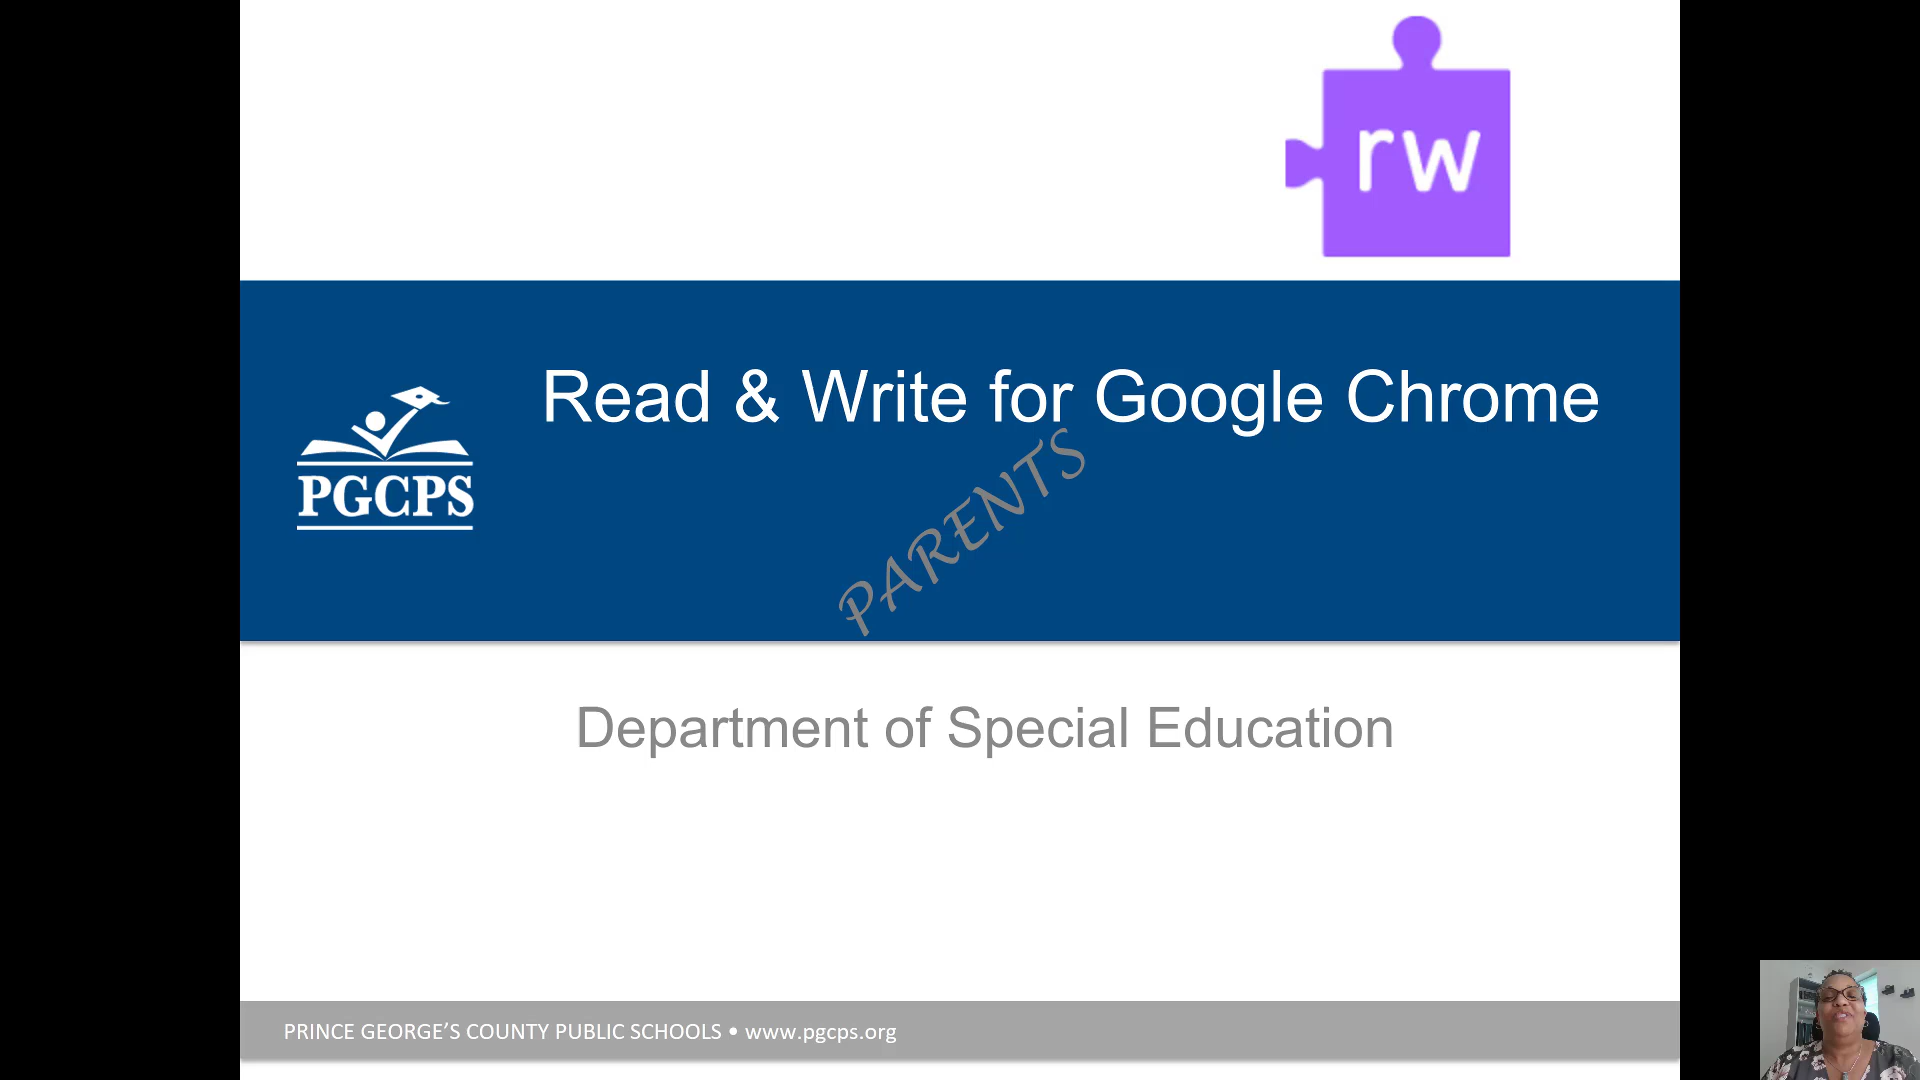 rw
Read & Write for Google Chrome
PARENTS
PGCPS
Department of Special Education
PRINCE GEORGE’S COUNTY PUBLIC SCHOOLS • www.pgcps.org